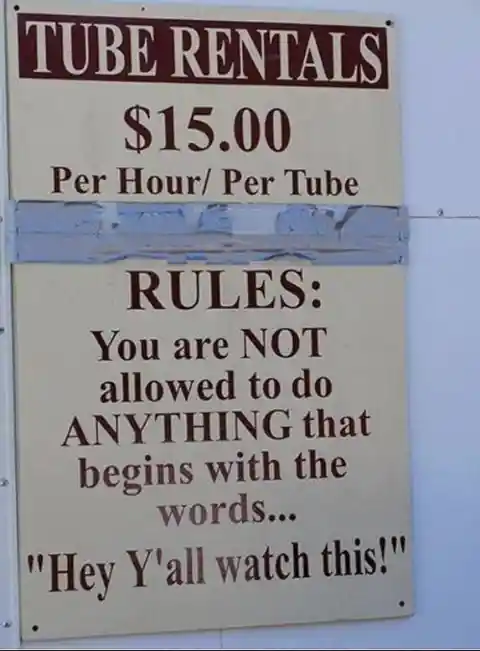 TUBE RENTALS
$15.00
Per Hour/ Per Tube
RULES:
You are NOT
allowed to do
ANYTHING that
begins with the
words...
"Hey Y'all watch this!"